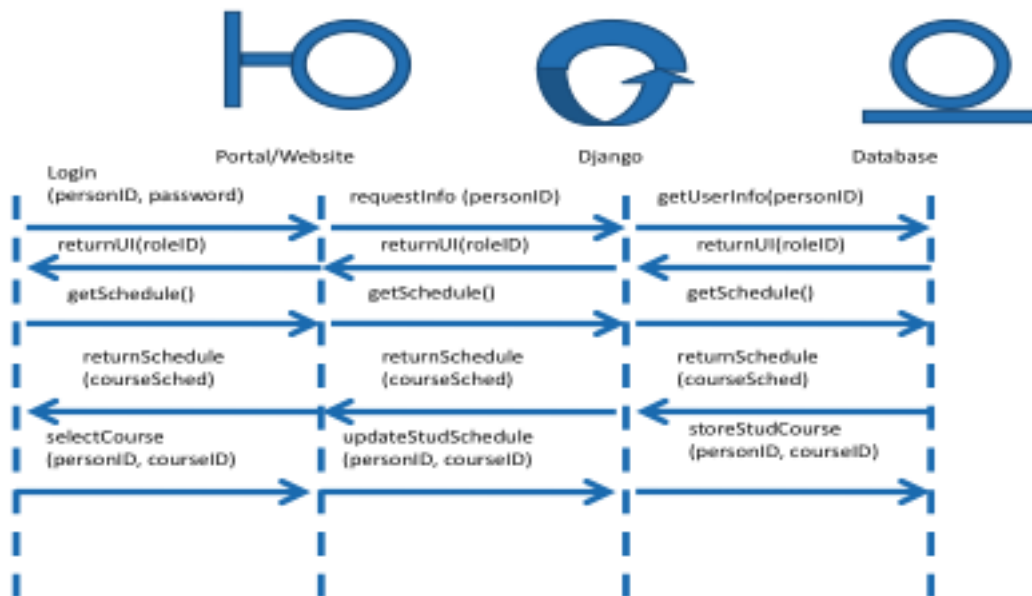 Portal/Website
Django
Database
Login
(personID, password)
requestInfo (personID)
getUserInfo(personID)
returnUI(roleID)
returnUI(roleID)
returnUI(roleID)
getSchedule()
getSchedule()
getSchedule()
returnSchedule
(courseSched)
returnSchedule
(courseSched)
returnSchedule
(courseSched)
selectCourse
(personID, courseID)
updateStudSchedule
(personID, courseID)
storeStudCourse
(personID, courseID)